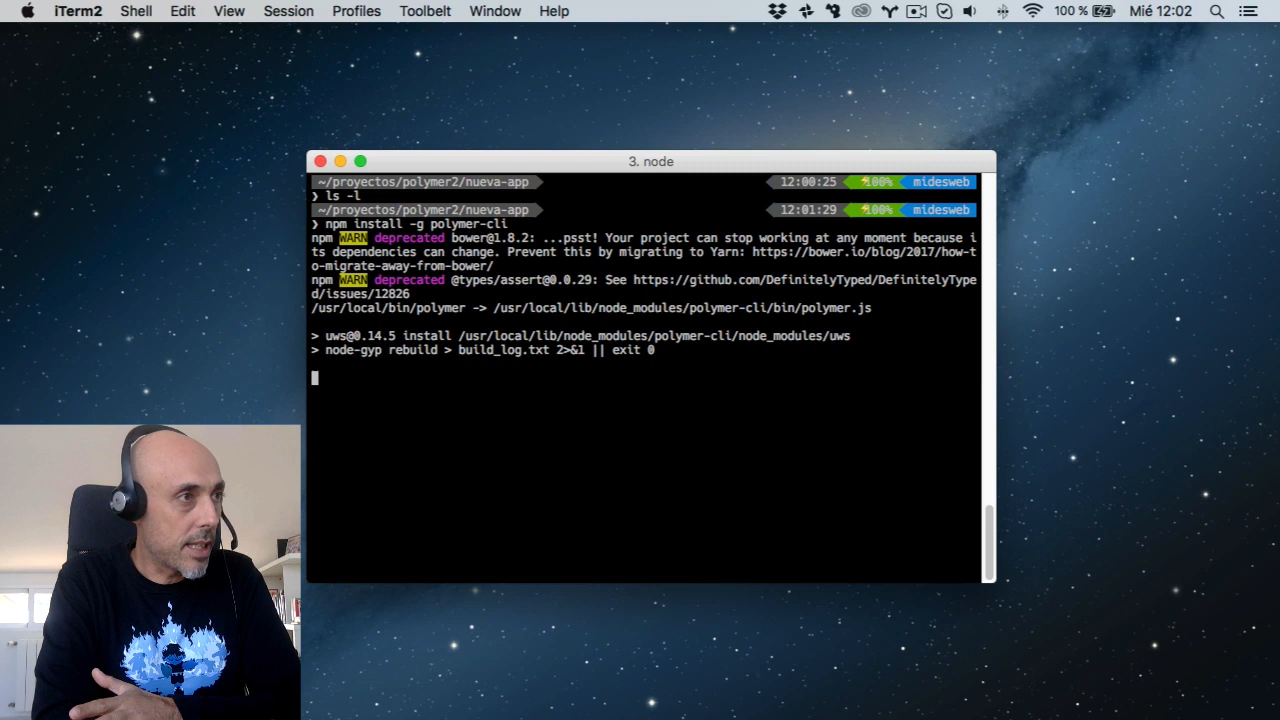 iTerm2 Shell Edit View Session Profiles Toolbelt Window Help 100 % Mié 12:02
3. node
~/proyectos/polymer2/nueva-app 12:00:25 100% midesweb
❯ ls -l
~/proyectos/polymer2/nueva-app 12:01:29 100% midesweb
❯ npm install -g polymer-cli
npm WARN deprecated bower@1.8.2: ...psst! Your project can stop working at any moment because i
ts dependencies can change. Prevent this by migrating to Yarn: https://bower.io/blog/2017/how-t
o-migrate-away-from-bower/
npm WARN deprecated @types/assert@0.0.29: See https://github.com/DefinitelyTyped/DefinitelyType
d/issues/12826
/usr/local/bin/polymer -> /usr/local/lib/node_modules/polymer-cli/bin/polymer.js
> uws@0.14.5 install /usr/local/lib/node_modules/polymer-cli/node_modules/uws
> node-gyp rebuild > build_log.txt 2>&1 || exit 0